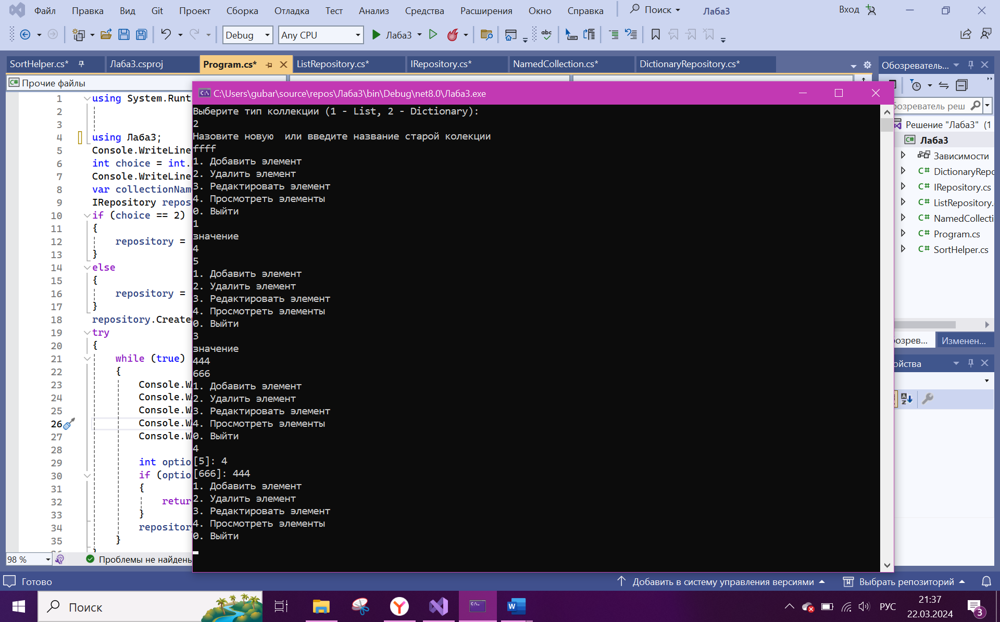 Файл Правка Вид Git Проект Сборка Отладка Тест Анализ Средства Расширения Окно Справка Поиск Лаба3 Вход
Debug Any CPU Лаба3
SortHelper.cs* Лаба3.csproj Program.cs* ListRepository.cs* IRepository.cs* NamedCollection.cs* DictionaryRepository.cs* Обозреватель...
C# Прочие файлы
C:\Users\gubar\source\repos\Лаба3\bin\Debug\net8.0\Лаба3.exe
Выберите тип коллекции (1 - List, 2 - Dictionary):
2
Назовите новую  или введите название старой колекции
ffff
1. Добавить элемент
2. Удалить элемент
3. Редактировать элемент
4. Просмотреть элементы
0. Выйти
1
значение
4
5
1. Добавить элемент
2. Удалить элемент
3. Редактировать элемент
4. Просмотреть элементы
0. Выйти
3
значение
444
666
1. Добавить элемент
2. Удалить элемент
3. Редактировать элемент
4. Просмотреть элементы
0. Выйти
4
[5]: 4
[666]: 444
1. Добавить элемент
2. Удалить элемент
3. Редактировать элемент
4. Просмотреть элементы
0. Выйти
1 using System.Runt
2
3
4 using Лаба3;
5 Console.WriteLine
6 int choice = int.
7 Console.WriteLine
8 var collectionNam
9 IRepository repos
10 if (choice == 2)
11 {
12 repository =
13 }
14 else
15 {
16 repository =
17 }
18 repository.Create
19 try
20 {
21 while (true)
22 {
23 Console.W
24 Console.W
25 Console.W
26 Console.W
27 Console.W
28
29 int optio
30 if (optio
31 {
32 retur
33 }
34 repositor
35 }
98 % Проблемы не найдены
бозреватель реш
Решение "Лаба3" (1
C# Лаба3
Зависимости
C# DictionaryRepo
C# IRepository.cs
C# ListRepository.
C# NamedCollecti
C# Program.cs
C# SortHelper.cs
озрев... Изменен...
ойства
Готово Добавить в систему управления версиями Выбрать репозиторий
Поиск РУС 21:37
22.03.2024 3